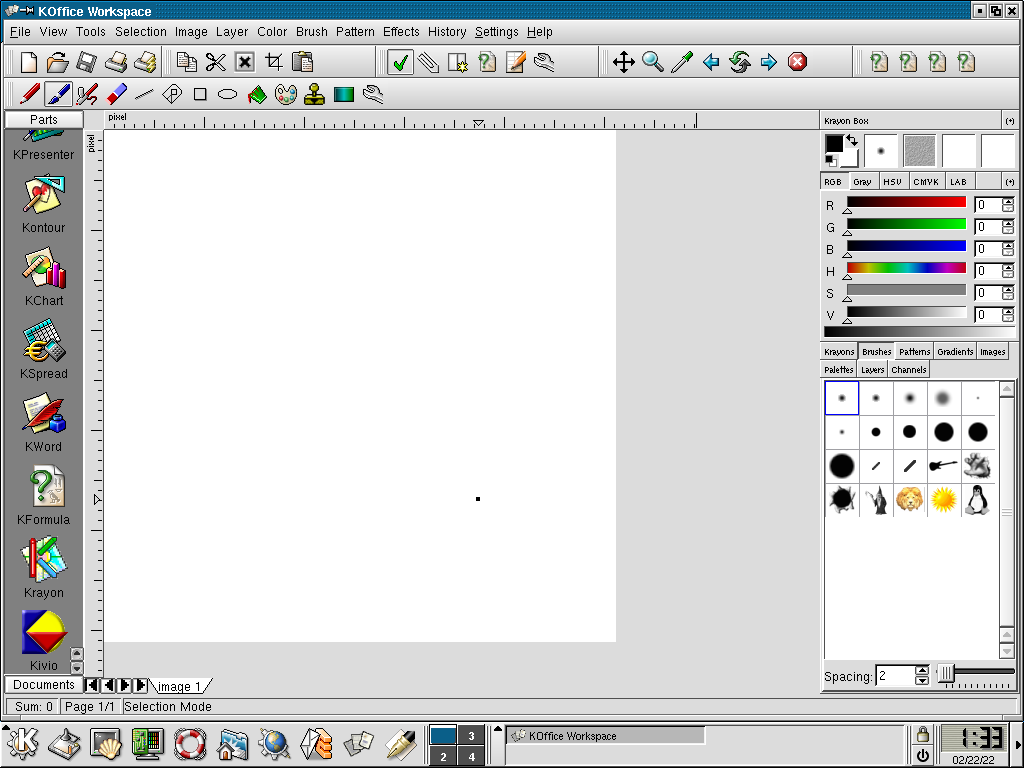 KOffice Workspace
File View Tools Selection Image Layer Color Brush Pattern Effects History Settings Help
Parts
pixel
pixel
KPresenter
Kontour
KChart
KSpread
KWord
KFormula
Krayon
Kivio
Documents
image 1
Krayon Box
RGB Gray HSV CMYK LAB
R 0
G 0
B 0
H 0
S 0
V 0
Krayons Brushes Patterns Gradients Images
Palettes Layers Channels
Spacing: 2
Sum: 0 Page 1/1 Selection Mode
3
2 4
KOffice Workspace
1:33
02/22/22